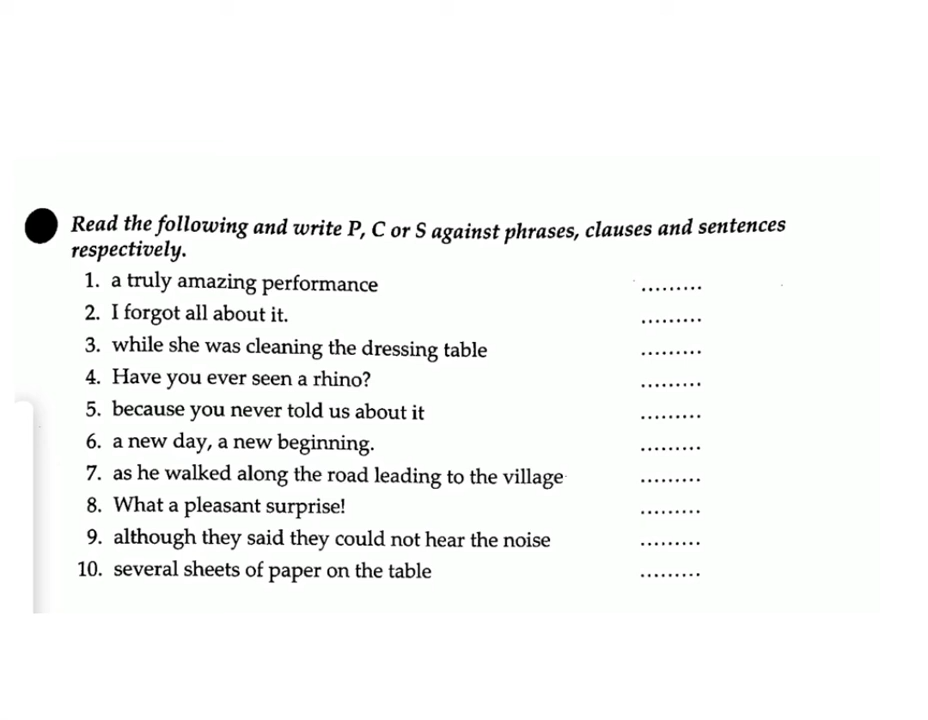 Read the following and write P, C or S against phrases, clauses and sentences
respectively.
1. a truly amazing performance .........
2. I forgot all about it. .........
3. while she was cleaning the dressing table .........
4. Have you ever seen a rhino? .........
5. because you never told us about it .........
6. a new day, a new beginning. .........
7. as he walked along the road leading to the village .........
8. What a pleasant surprise! .........
9. although they said they could not hear the noise .........
10. several sheets of paper on the table .........